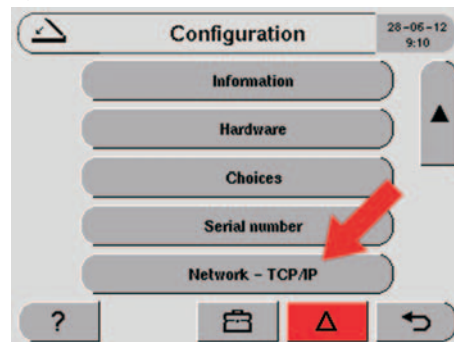 Configuration
28-06-12
9:10
Information
Hardware
Choices
Serial number
Network - TCP/IP
?